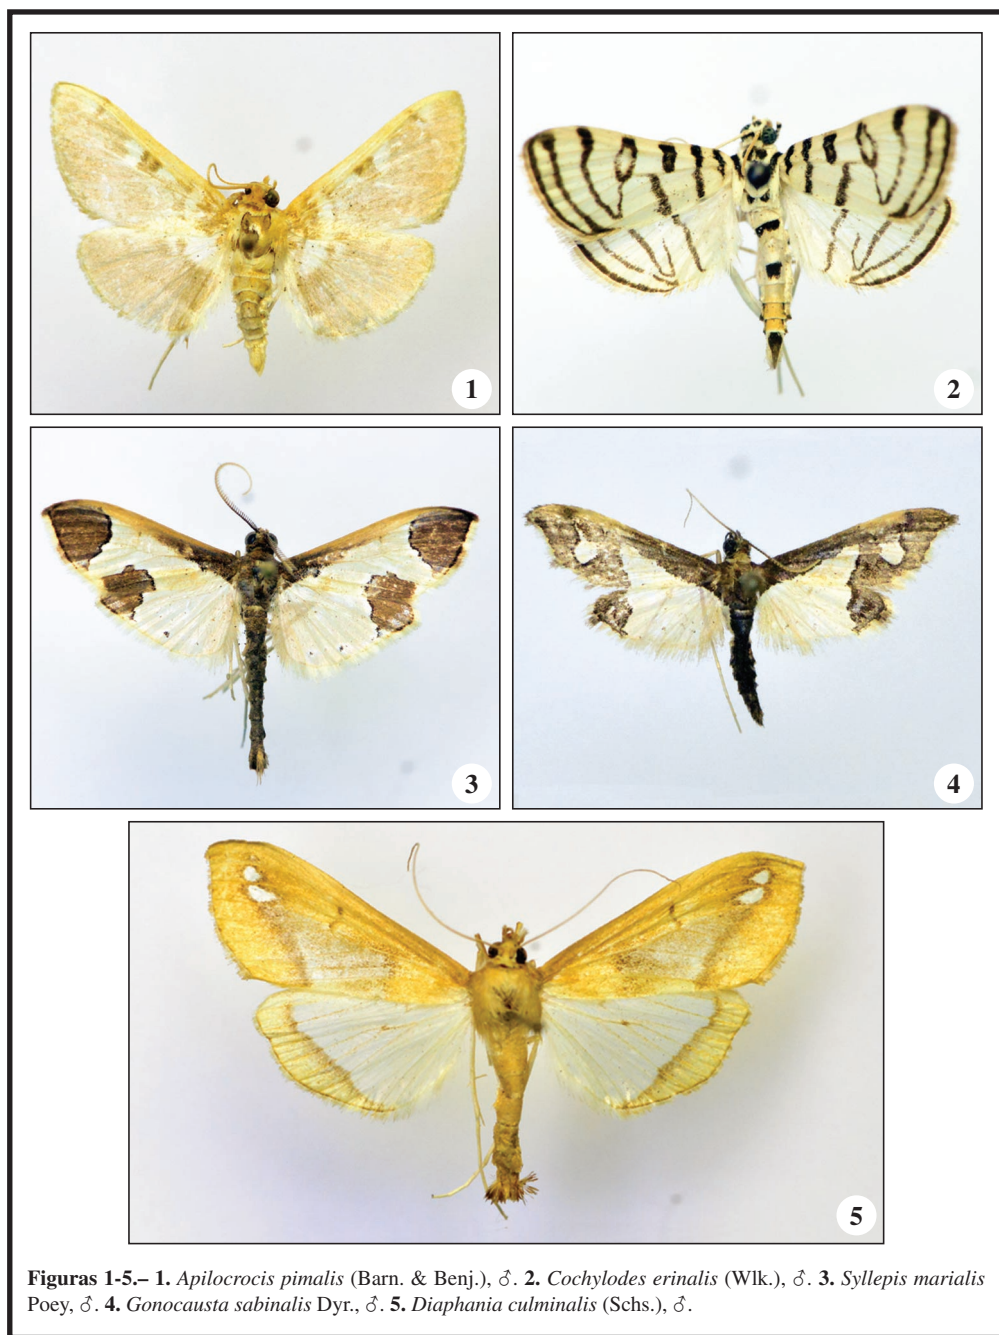 1
2
3
4
5
Figuras 1-5.– 1. Apilocrocis pimalis (Barn. & Benj.), ♂. 2. Cochylodes erinalis (Wlk.), ♂. 3. Syllepis marialis
Poey, ♂. 4. Gonocausta sabinalis Dyr., ♂. 5. Diaphania culminalis (Schs.), ♂.